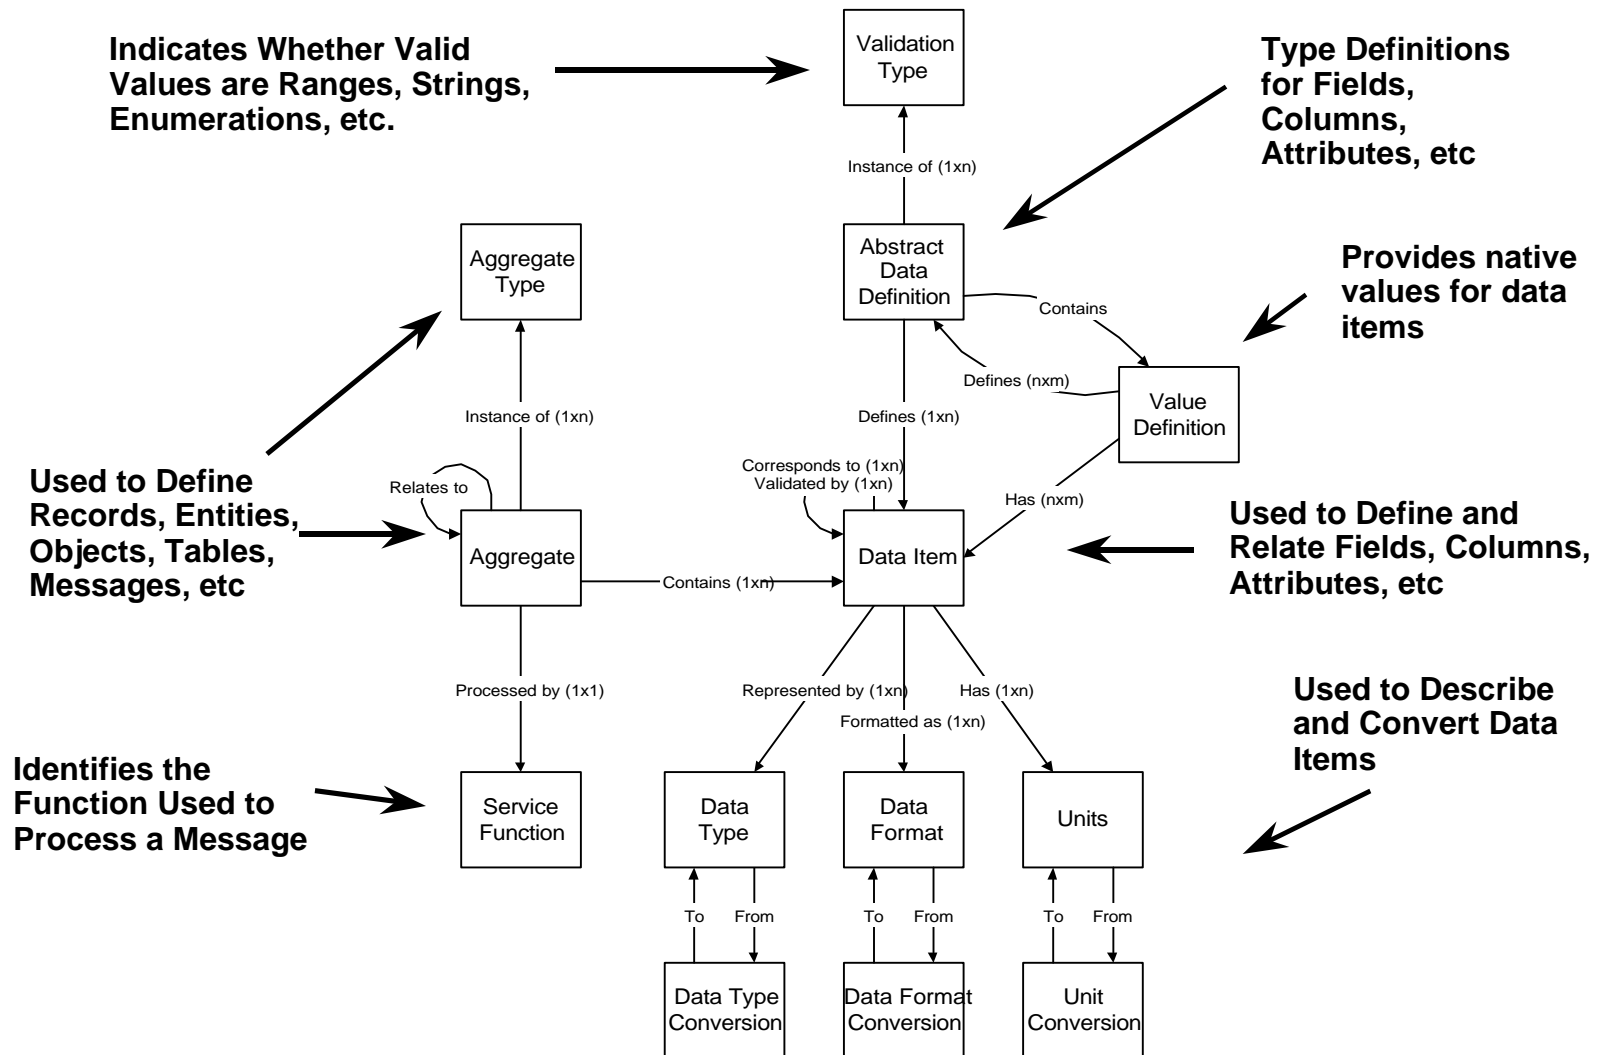 Indicates Whether Valid
Values are Ranges, Strings,
Enumerations, etc.
Validation
Type
Type Definitions
for Fields,
Columns,
Attributes, etc
Instance of (1xn)
Aggregate
Type
Abstract
Data
Definition
Provides native
values for data
items
Contains
Defines (nxm)
Value
Definition
Instance of (1xn)
Defines (1xn)
Used to Define
Records, Entities,
Objects, Tables,
Messages, etc
Relates to
Corresponds to (1xn)
Validated by (1xn)
Has (nxm)
Aggregate
Data Item
Used to Define and
Relate Fields, Columns,
Attributes, etc
Contains (1xn)
Processed by (1x1)
Represented by (1xn)
Has (1xn)
Formatted as (1xn)
Used to Describe
and Convert Data
Items
Identifies the
Function Used to
Process a Message
Service
Function
Data
Type
Data
Format
Units
To
From
To
From
To
From
Data Type
Conversion
Data Format
Conversion
Unit
Conversion